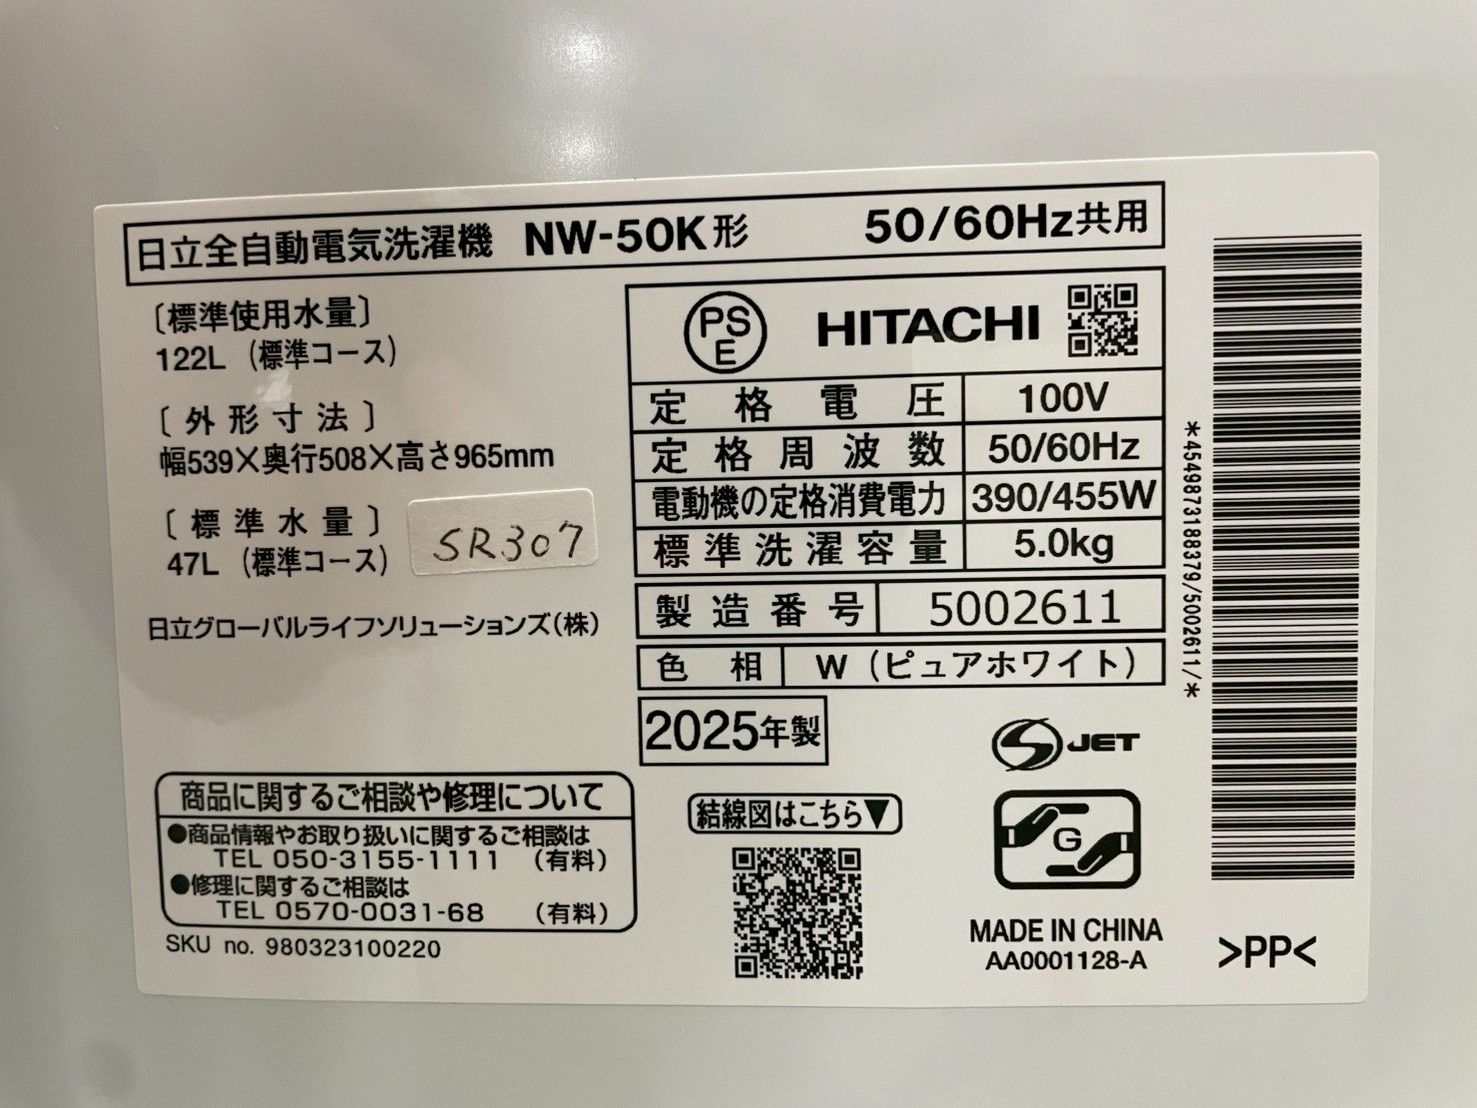 日立全自動電気洗濯機 NW-50K形 50/60Hz共用
〔標準使用水量〕
122L（標準コース）
〔外形寸法〕
幅539×奥行508×高さ965mm
〔標準水量〕
47L（標準コース）
SR307
日立グローバルライフソリューションズ(株)
PS
E
HITACHI
定格電圧 100V
定格周波数 50/60Hz
電動機の定格消費電力 390/455W
標準洗濯容量 5.0kg
製造番号 5002611
色相 W（ピュアホワイト）
2025年製
S JET
商品に関するご相談や修理について
●商品情報やお取り扱いに関するご相談は
TEL 050-3155-1111 （有料）
●修理に関するご相談は
TEL 0570-0031-68 （有料）
SKU no. 980323100220
結線図はこちら▼
G
MADE IN CHINA
AA0001128-A
>PP<
*4549873188379/5002611/*